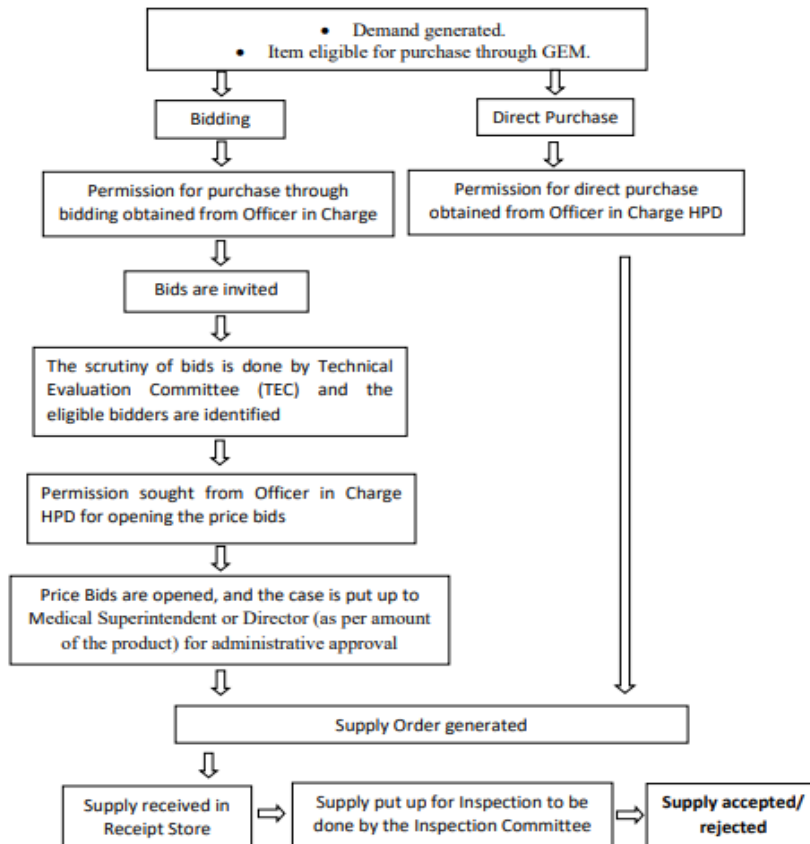 • Demand generated.
• Item eligible for purchase through GEM.
Bidding
Direct Purchase
Permission for purchase through
bidding obtained from Officer in Charge
Permission for direct purchase
obtained from Officer in Charge HPD
Bids are invited
The scrutiny of bids is done by Technical
Evaluation Committee (TEC) and the
eligible bidders are identified
Permission sought from Officer in Charge
HPD for opening the price bids
Price Bids are opened, and the case is put up to
Medical Superintendent or Director (as per amount
of the product) for administrative approval
Supply Order generated
Supply received in
Receipt Store
Supply put up for Inspection to be
done by the Inspection Committee
Supply accepted/
rejected